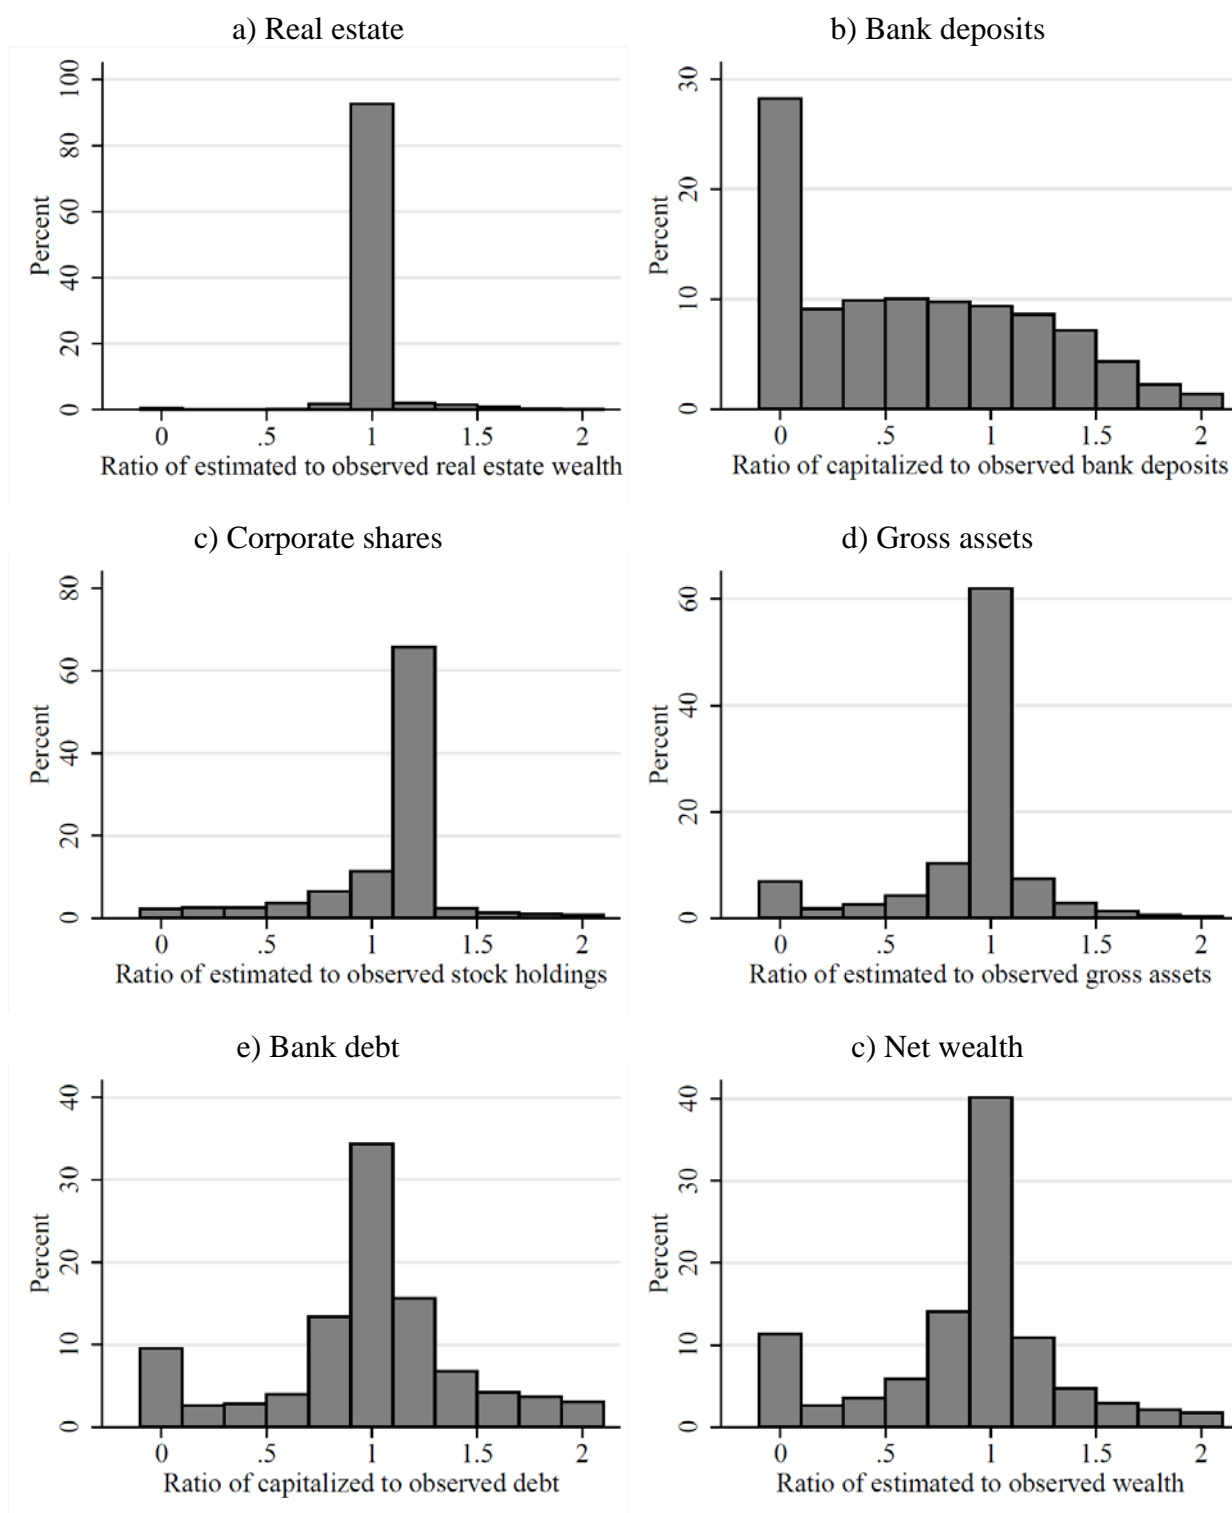 a) Real estate
100
80
60
40
20
0
Percent
0 .5 1 1.5 2
Ratio of estimated to observed real estate wealth
b) Bank deposits
30
20
10
0
Percent
0 .5 1 1.5 2
Ratio of capitalized to observed bank deposits
c) Corporate shares
80
60
40
20
0
Percent
0 .5 1 1.5 2
Ratio of estimated to observed stock holdings
d) Gross assets
60
40
20
0
Percent
0 .5 1 1.5 2
Ratio of estimated to observed gross assets
e) Bank debt
40
30
20
10
0
Percent
0 .5 1 1.5 2
Ratio of capitalized to observed debt
c) Net wealth
40
30
20
10
0
Percent
0 .5 1 1.5 2
Ratio of estimated to observed wealth